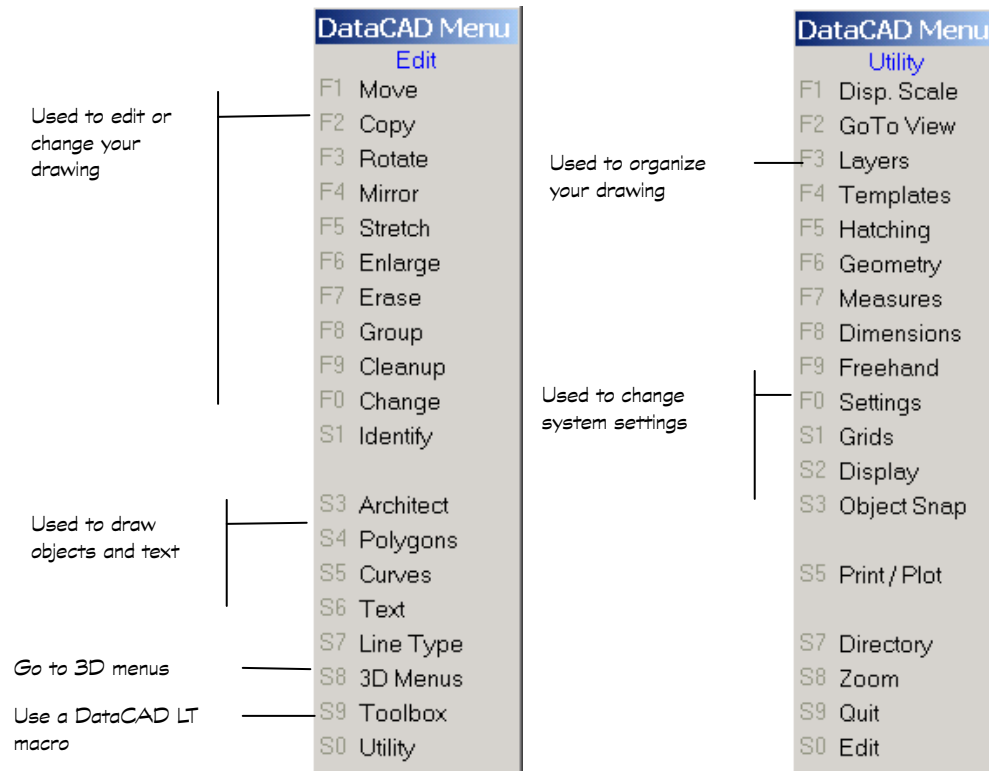 DataCAD Menu
Edit
F1 Move
F2 Copy
F3 Rotate
F4 Mirror
F5 Stretch
F6 Enlarge
F7 Erase
F8 Group
F9 Cleanup
F0 Change
S1 Identify
S3 Architect
S4 Polygons
S5 Curves
S6 Text
S7 Line Type
S8 3D Menus
S9 Toolbox
S0 Utility
Used to edit or
change your
drawing
Used to draw
objects and text
Go to 3D menus
Use a DataCAD LT
macro
DataCAD Menu
Utility
F1 Disp. Scale
F2 GoTo View
F3 Layers
F4 Templates
F5 Hatching
F6 Geometry
F7 Measures
F8 Dimensions
F9 Freehand
F0 Settings
S1 Grids
S2 Display
S3 Object Snap
S5 Print / Plot
S7 Directory
S8 Zoom
S9 Quit
S0 Edit
Used to organize
your drawing
Used to change
system settings